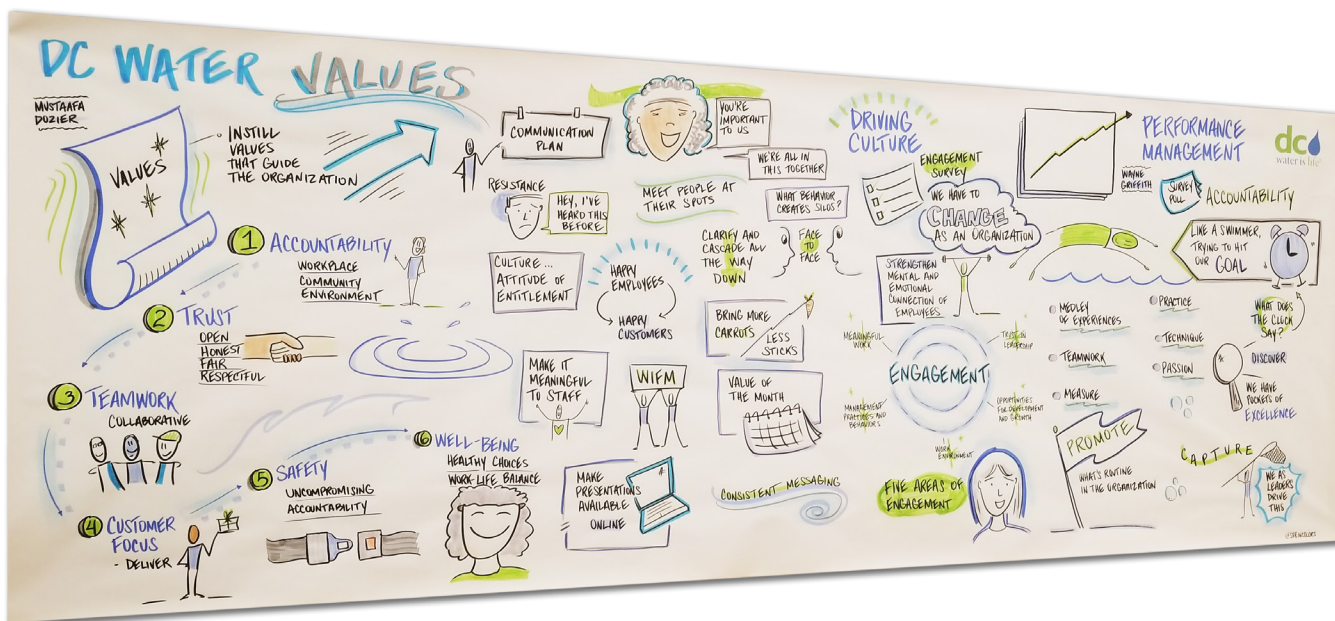 DC WATER VALUES
MUSTAAFA
DOZIER
VALUES
INSTILL
VALUES
THAT GUIDE
THE ORGANIZATION
1 ACCOUNTABILITY
WORKPLACE
COMMUNITY
ENVIRONMENT
2 TRUST
OPEN
HONEST
FAIR
RESPECTFUL
3 TEAMWORK
COLLABORATIVE
4 CUSTOMER
FOCUS
- DELIVER
5 SAFETY
UNCOMPROMISING
ACCOUNTABILITY
6 WELL-BEING
HEALTHY CHOICES
WORK-LIFE BALANCE
COMMUNICATION
PLAN
YOU'RE
IMPORTANT
TO US
WE'RE ALL IN
THIS TOGETHER
RESISTANCE
HEY, I'VE
HEARD THIS
BEFORE
MEET PEOPLE AT
THEIR SPOTS
WHAT BEHAVIOR
CREATES SILOS?
CULTURE...
ATTITUDE OF
ENTITLEMENT
HAPPY
EMPLOYEES
HAPPY
CUSTOMERS
CLARIFY AND
CASCADE ALL
THE WAY
DOWN
FACE
TO
FACE
BRING MORE
CARROTS
LESS
STICKS
MAKE IT
MEANINGFUL
TO STAFF
WIFM
VALUE OF
THE MONTH
MAKE
PRESENTATIONS
AVAILABLE
ONLINE
CONSISTENT MESSAGING
DRIVING
CULTURE
ENGAGEMENT
SURVEY
WE HAVE TO
CHANGE
AS AN ORGANIZATION
STRENGTHEN
MENTAL AND
EMOTIONAL
CONNECTION OF
EMPLOYEES
MEANINGFUL
WORK
TRUST IN
LEADERSHIP
ENGAGEMENT
MANAGEMENT
PRACTICES AND
BEHAVIORS
OPPORTUNITIES
FOR DEVELOPMENT
AND GROWTH
WORK
ENVIRONMENT
FIVE AREAS OF
ENGAGEMENT
PERFORMANCE
MANAGEMENT
dc
water is life
WAYNE
GRIFFITH
SURVEY
PULL
ACCOUNTABILITY
LIKE A SWIMMER,
TRYING TO HIT
OUR GOAL
MEDLEY
OF EXPERIENCES
TEAMWORK
MEASURE
PRACTICE
TECHNIQUE
PASSION
WHAT DOES
THE CLOCK
SAY?
DISCOVER
WE HAVE
POCKETS OF
EXCELLENCE
PROMOTE
WHAT'S ROUTINE
IN THE ORGANIZATION
CAPTURE
WE AS
LEADERS
DRIVE
THIS